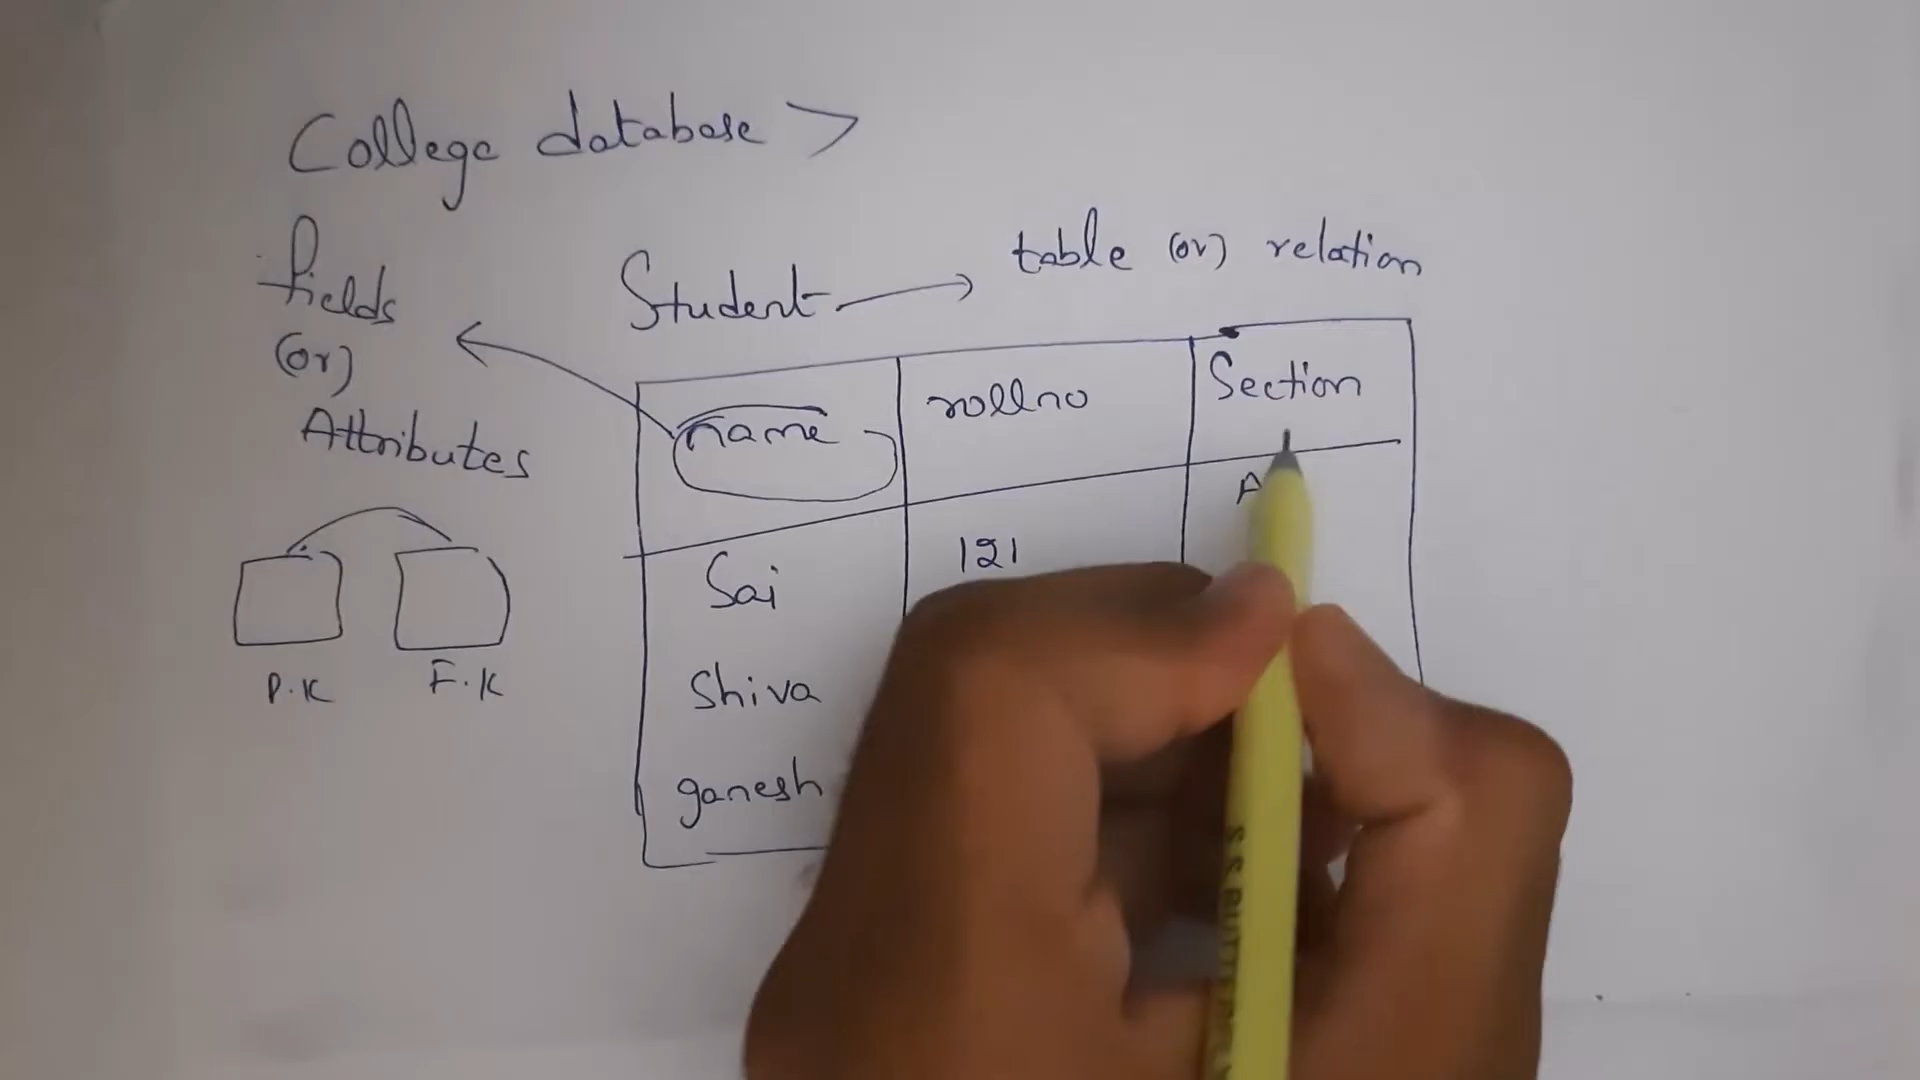 College database >
Student → table (or) relation
fields
(or)
Attributes
name rollno Section
Sai 121 A
Shiva
ganesh
P.K F.K